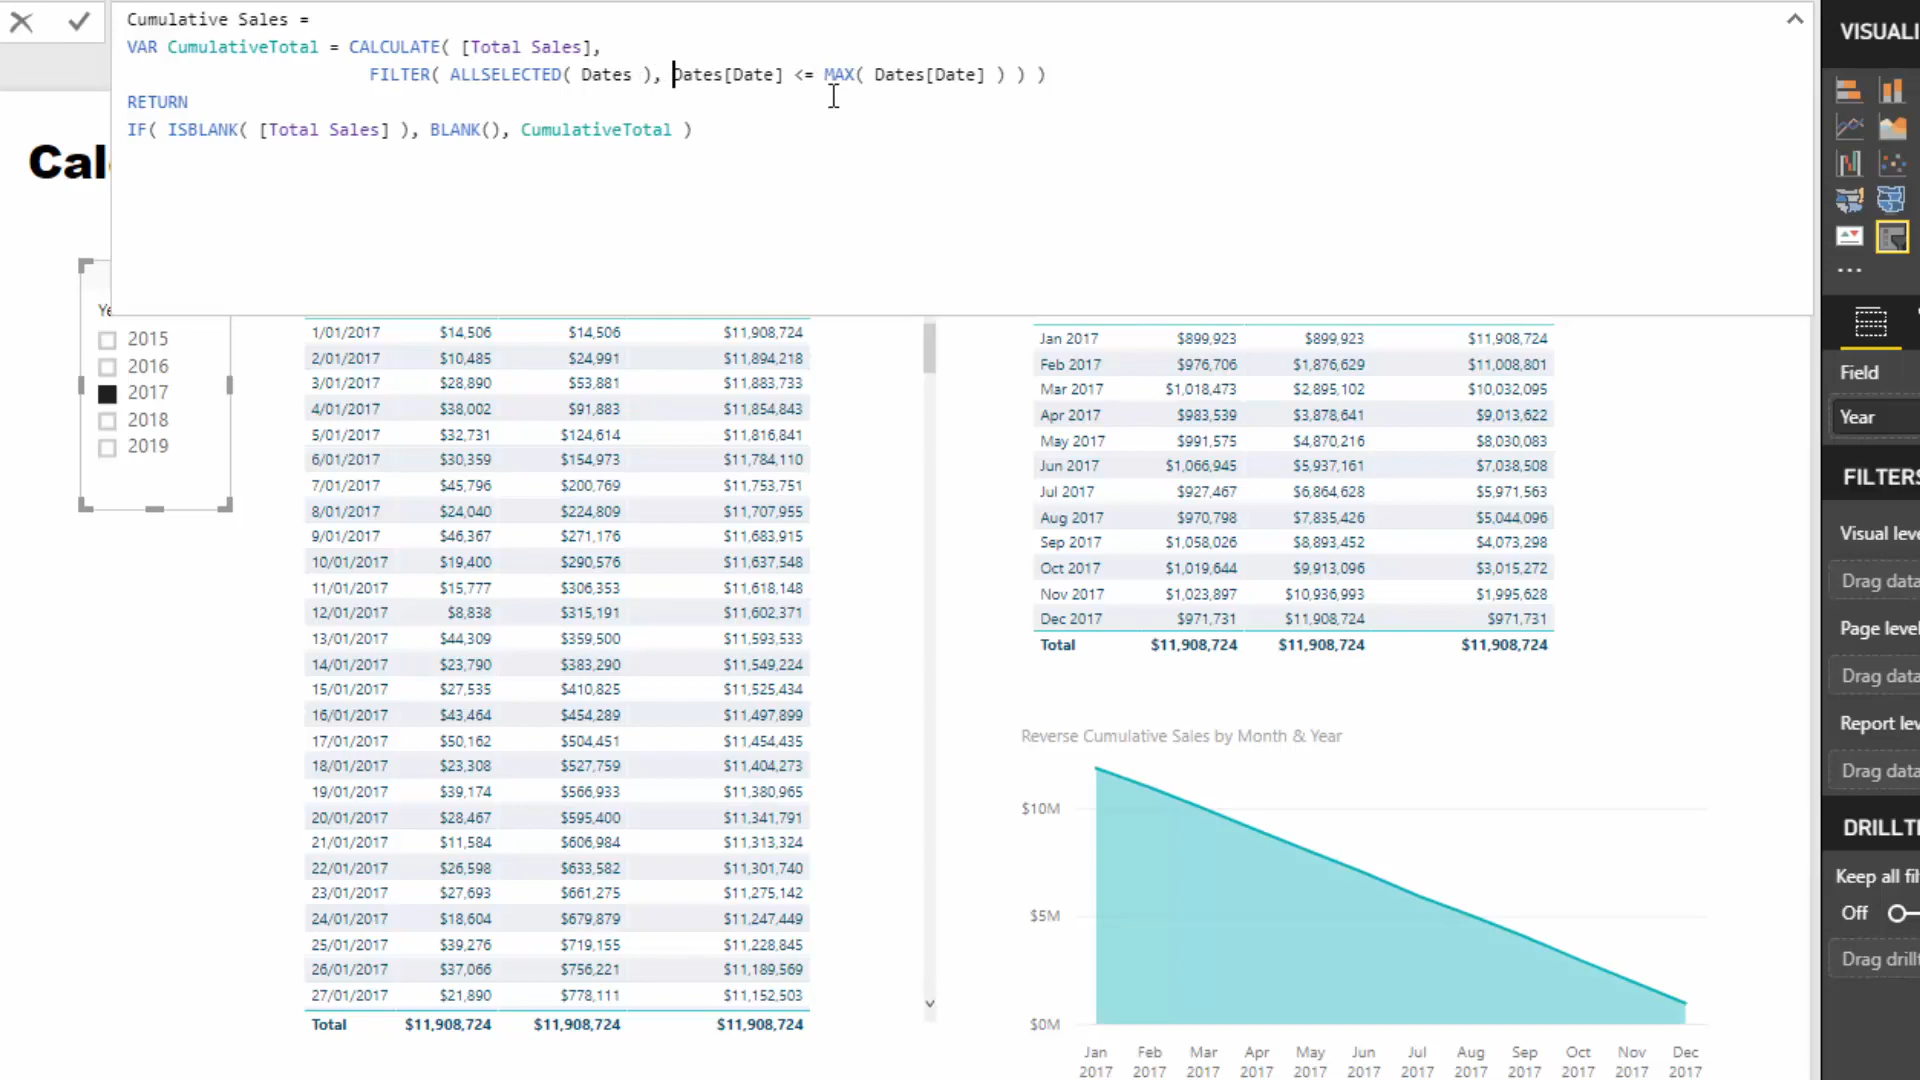 Cumulative Sales =
VAR CumulativeTotal = CALCULATE( [Total Sales],
FILTER( ALLSELECTED( Dates ), Dates[Date] <= MAX( Dates[Date] ) ) )
RETURN
IF( ISBLANK( [Total Sales] ), BLANK(), CumulativeTotal )
Cal
Ye
2015
2016
2017
2018
2019
1/01/2017 $14,506 $14,506 $11,908,724
2/01/2017 $10,485 $24,991 $11,894,218
3/01/2017 $28,890 $53,881 $11,883,733
4/01/2017 $38,002 $91,883 $11,854,843
5/01/2017 $32,731 $124,614 $11,816,841
6/01/2017 $30,359 $154,973 $11,784,110
7/01/2017 $45,796 $200,769 $11,753,751
8/01/2017 $24,040 $224,809 $11,707,955
9/01/2017 $46,367 $271,176 $11,683,915
10/01/2017 $19,400 $290,576 $11,637,548
11/01/2017 $15,777 $306,353 $11,618,148
12/01/2017 $8,838 $315,191 $11,602,371
13/01/2017 $44,309 $359,500 $11,593,533
14/01/2017 $23,790 $383,290 $11,549,224
15/01/2017 $27,535 $410,825 $11,525,434
16/01/2017 $43,464 $454,289 $11,497,899
17/01/2017 $50,162 $504,451 $11,454,435
18/01/2017 $23,308 $527,759 $11,404,273
19/01/2017 $39,174 $566,933 $11,380,965
20/01/2017 $28,467 $595,400 $11,341,791
21/01/2017 $11,584 $606,984 $11,313,324
22/01/2017 $26,598 $633,582 $11,301,740
23/01/2017 $27,693 $661,275 $11,275,142
24/01/2017 $18,604 $679,879 $11,247,449
25/01/2017 $39,276 $719,155 $11,228,845
26/01/2017 $37,066 $756,221 $11,189,569
27/01/2017 $21,890 $778,111 $11,152,503
Total $11,908,724 $11,908,724 $11,908,724
Jan 2017 $899,923 $899,923 $11,908,724
Feb 2017 $976,706 $1,876,629 $11,008,801
Mar 2017 $1,018,473 $2,895,102 $10,032,095
Apr 2017 $983,539 $3,878,641 $9,013,622
May 2017 $991,575 $4,870,216 $8,030,083
Jun 2017 $1,066,945 $5,937,161 $7,038,508
Jul 2017 $927,467 $6,864,628 $5,971,563
Aug 2017 $970,798 $7,835,426 $5,044,096
Sep 2017 $1,058,026 $8,893,452 $4,073,298
Oct 2017 $1,019,644 $9,913,096 $3,015,272
Nov 2017 $1,023,897 $10,936,993 $1,995,628
Dec 2017 $971,731 $11,908,724 $971,731
Total $11,908,724 $11,908,724 $11,908,724
Reverse Cumulative Sales by Month & Year
$10M
$5M
$0M
Jan Feb Mar Apr May Jun Jul Aug Sep Oct Nov Dec
2017 2017 2017 2017 2017 2017 2017 2017 2017 2017 2017 2017
VISUALI
Field
Year
FILTERS
Visual leve
Drag data
Page level
Drag data
Report lev
Drag data
DRILLT
Keep all fil
Off
Drag drillt